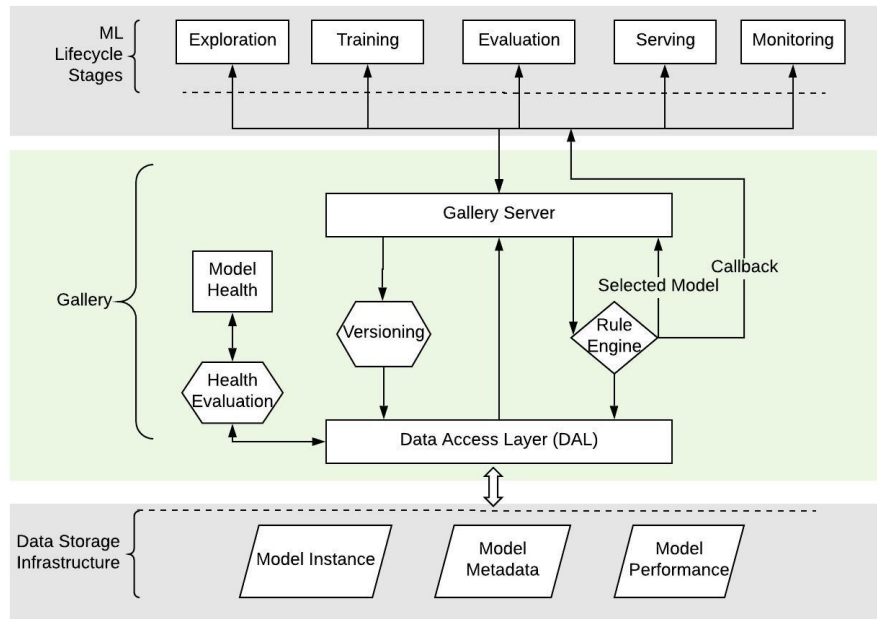 ML
Lifecycle
Stages
Exploration
Training
Evaluation
Serving
Monitoring
Gallery
Gallery Server
Model
Health
Callback
Selected Model
Versioning
Rule
Engine
Health
Evaluation
Data Access Layer (DAL)
Data Storage
Infrastructure
Model Instance
Model
Metadata
Model
Performance